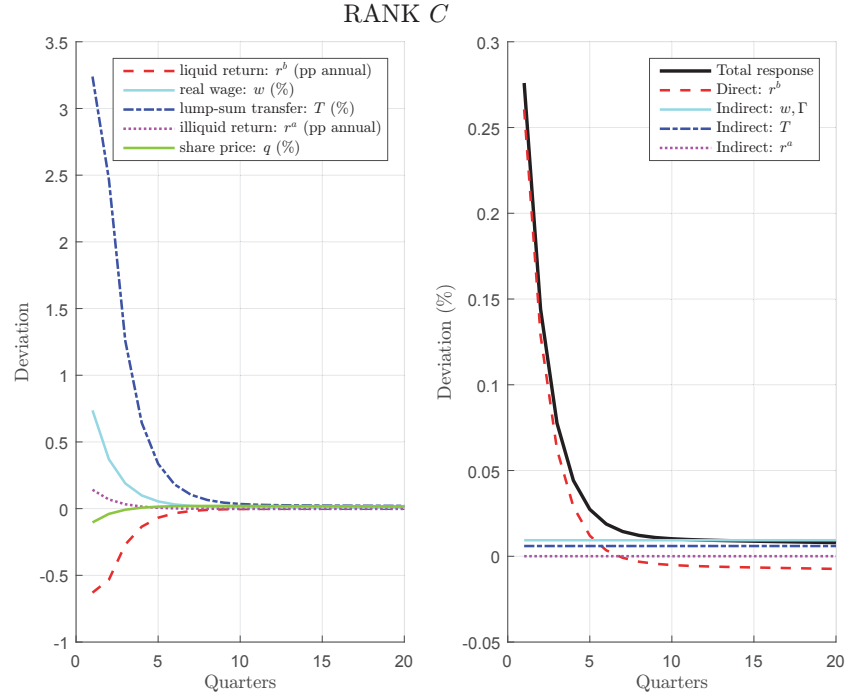 RANK C
3.5
3
2.5
2
1.5
1
0.5
0
-0.5
-1
Deviation
liquid return: r^b (pp annual)
real wage: w (%)
lump-sum transfer: T (%)
illiquid return: r^a (pp annual)
share price: q (%)
0 5 10 15 20
Quarters
0.3
0.25
0.2
0.15
0.1
0.05
0
-0.05
Deviation (%)
Total response
Direct: r^b
Indirect: w, Γ
Indirect: T
Indirect: r^a
0 5 10 15 20
Quarters